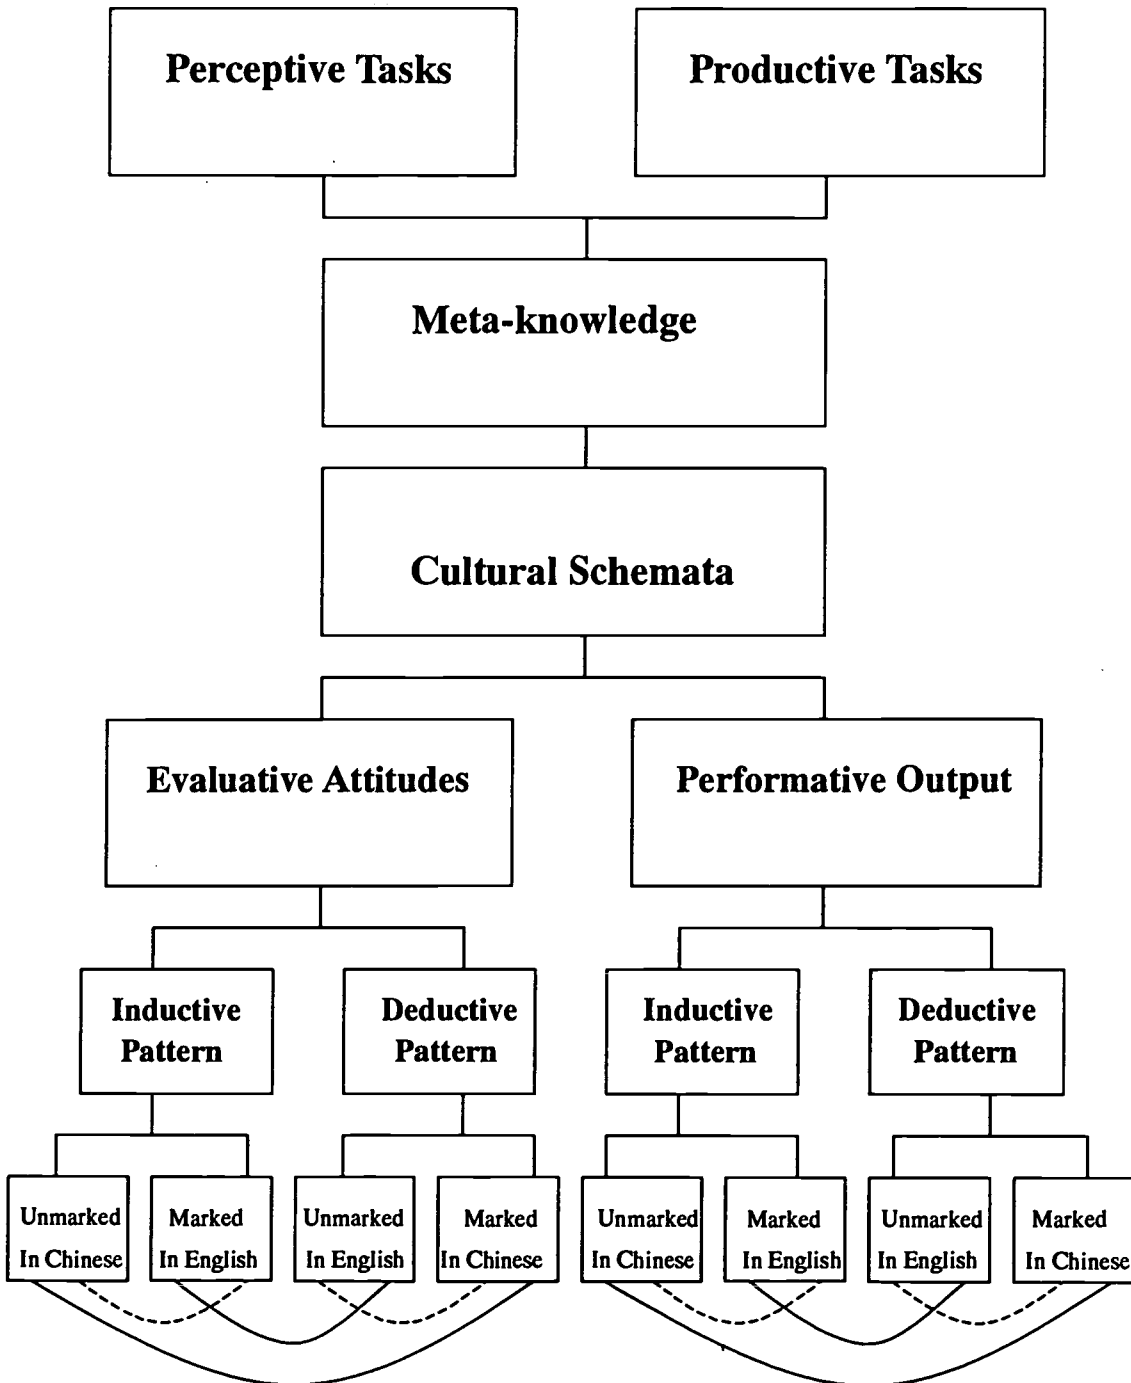 Perceptive Tasks
Productive Tasks
Meta-knowledge
Cultural Schemata
Evaluative Attitudes
Performative Output
Inductive
Pattern
Deductive
Pattern
Inductive
Pattern
Deductive
Pattern
Unmarked
In Chinese
Marked
In English
Unmarked
In English
Marked
In Chinese
Unmarked
In Chinese
Marked
In English
Unmarked
In English
Marked
In Chinese